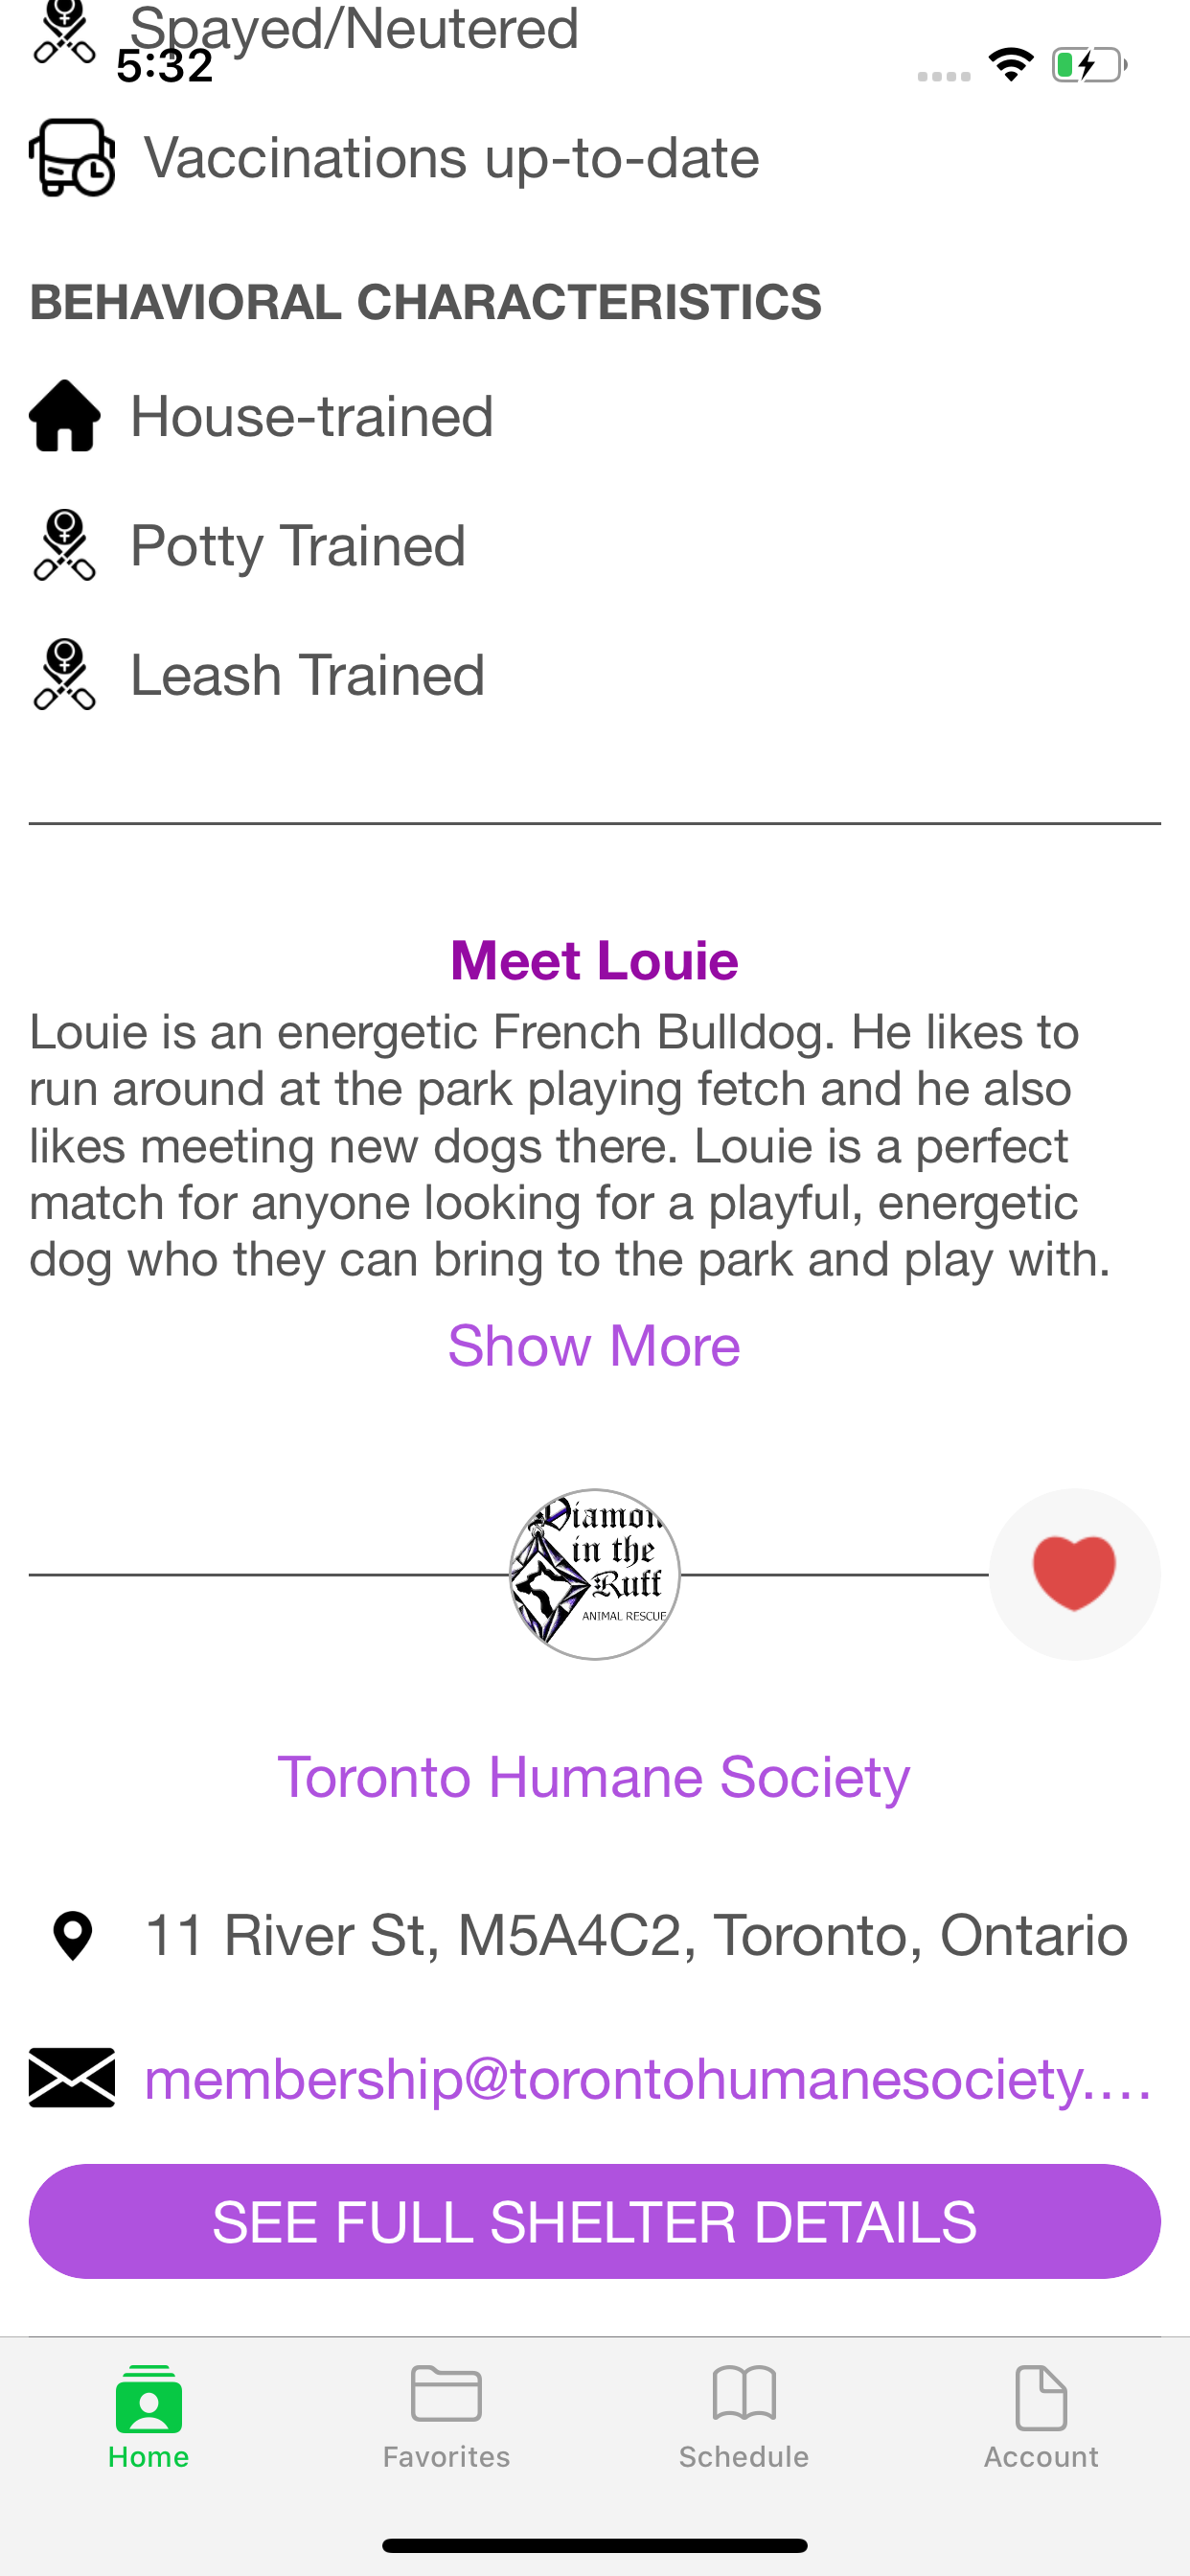 Spayed/Neutered
5:32
Vaccinations up-to-date
BEHAVIORAL CHARACTERISTICS
House-trained
Potty Trained
Leash Trained
Meet Louie
Louie is an energetic French Bulldog. He likes to
run around at the park playing fetch and he also
likes meeting new dogs there. Louie is a perfect
match for anyone looking for a playful, energetic
dog who they can bring to the park and play with.
Show More
Diamon
in the
Ruff
ANIMAL RESCUE
Toronto Humane Society
11 River St, M5A4C2, Toronto, Ontario
membership@torontohumanesociety....
SEE FULL SHELTER DETAILS
Home
Favorites
Schedule
Account